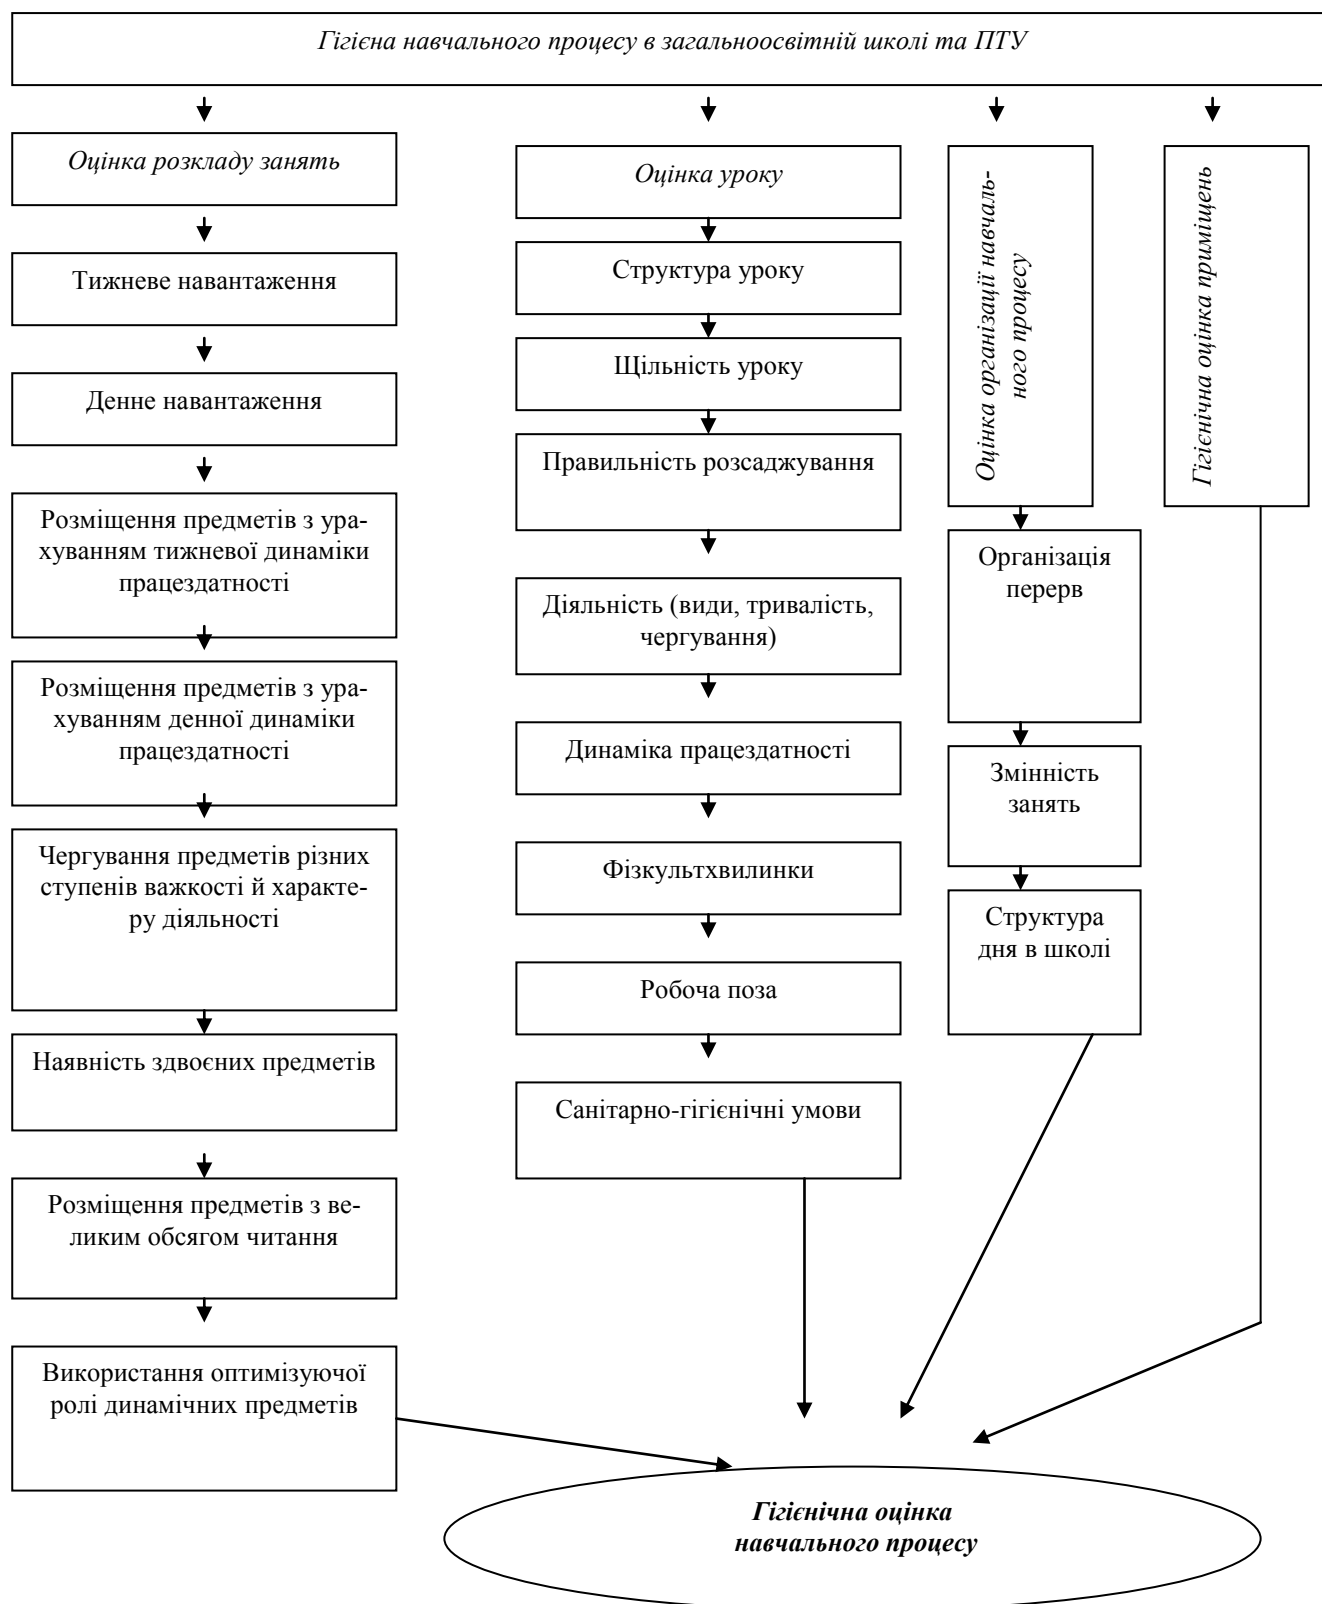 Гігієна навчального процесу в загальноосвітній школі та ПТУ
Оцінка розкладу занять
Тижневе навантаження
Денне навантаження
Розміщення предметів з ура-
хуванням тижневої динаміки
працездатності
Розміщення предметів з ура-
хуванням денної динаміки
працездатності
Чергування предметів різних
ступенів важкості й характе-
ру діяльності
Наявність здвоєних предметів
Розміщення предметів з ве-
ликим обсягом читання
Використання оптимізуючої
ролі динамічних предметів
Оцінка уроку
Структура уроку
Щільність уроку
Правильність розсаджування
Діяльність (види, тривалість,
чергування)
Динаміка працездатності
Фізкультхвилинки
Робоча поза
Санітарно-гігієнічні умови
Оцінка організації навчаль-
ного процесу
Організація
перерв
Змінність
занять
Структура
дня в школі
Гігієнічна оцінка приміщень
Гігієнічна оцінка
навчального процесу